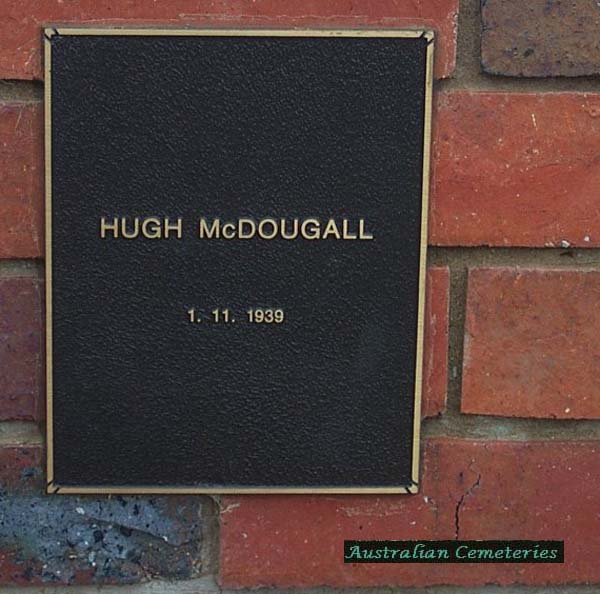 HUGH McDOUGALL
1. 11. 1939
Australian Cemeteries